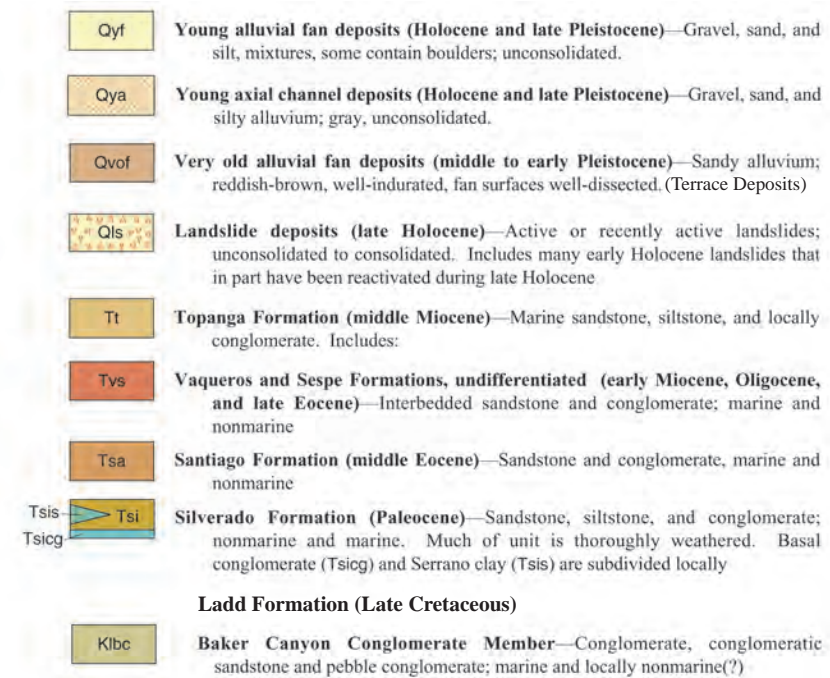 Qyf
Young alluvial fan deposits (Holocene and late Pleistocene)—Gravel, sand, and
silt, mixtures, some contain boulders; unconsolidated.
Qya
Young axial channel deposits (Holocene and late Pleistocene)—Gravel, sand, and
silty alluvium; gray, unconsolidated.
Qvof
Very old alluvial fan deposits (middle to early Pleistocene)—Sandy alluvium;
reddish-brown, well-indurated, fan surfaces well-dissected. (Terrace Deposits)
Qls
Landslide deposits (late Holocene)—Active or recently active landslides;
unconsolidated to consolidated. Includes many early Holocene landslides that
in part have been reactivated during late Holocene
Tt
Topanga Formation (middle Miocene)—Marine sandstone, siltstone, and locally
conglomerate. Includes:
Tvs
Vaqueros and Sespe Formations, undifferentiated (early Miocene, Oligocene,
and late Eocene)—Interbedded sandstone and conglomerate; marine and
nonmarine
Tsa
Santiago Formation (middle Eocene)—Sandstone and conglomerate, marine and
nonmarine
Tsis
Tsi
Tsicg
Silverado Formation (Paleocene)—Sandstone, siltstone, and conglomerate;
nonmarine and marine. Much of unit is thoroughly weathered. Basal
conglomerate (Tsicg) and Serrano clay (Tsis) are subdivided locally
Ladd Formation (Late Cretaceous)
Klbc
Baker Canyon Conglomerate Member—Conglomerate, conglomeratic
sandstone and pebble conglomerate; marine and locally nonmarine(?)